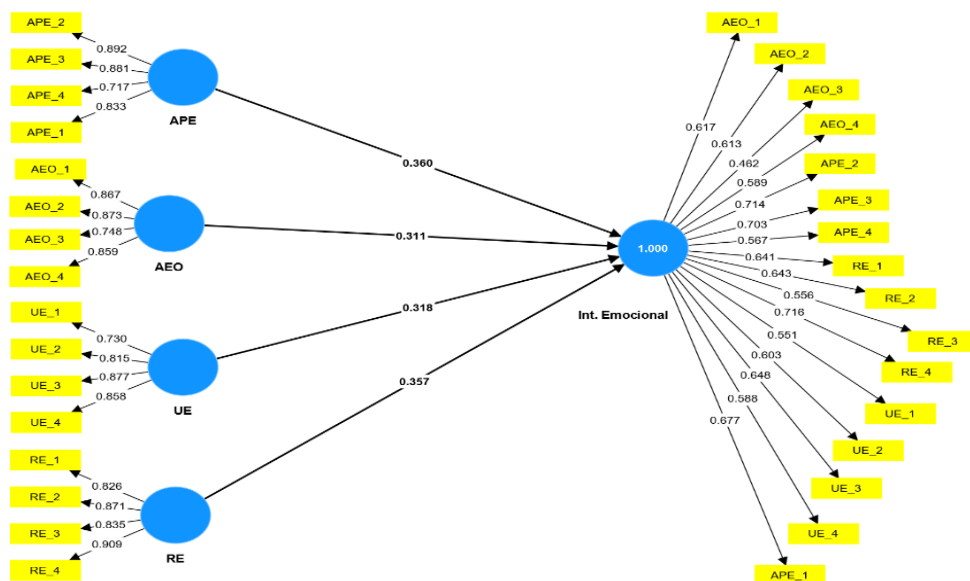 APE_2
0.892
APE_3
0.881
APE_4
0.717
APE_1
0.833
APE
AEO_1
0.867
AEO_2
0.873
AEO_3
0.748
AEO_4
0.859
AEO
UE_1
0.730
UE_2
0.815
UE_3
0.877
UE_4
0.858
UE
RE_1
0.826
RE_2
0.871
RE_3
0.835
RE_4
0.909
RE
0.360
0.311
0.318
0.357
1.000
Int. Emocional
AEO_1
0.617
AEO_2
0.613
AEO_3
0.462
AEO_4
0.589
APE_2
0.714
APE_3
0.703
APE_4
0.567
RE_1
0.641
RE_2
0.643
RE_3
0.556
RE_4
0.716
UE_1
0.551
UE_2
0.603
UE_3
0.648
UE_4
0.588
APE_1
0.677